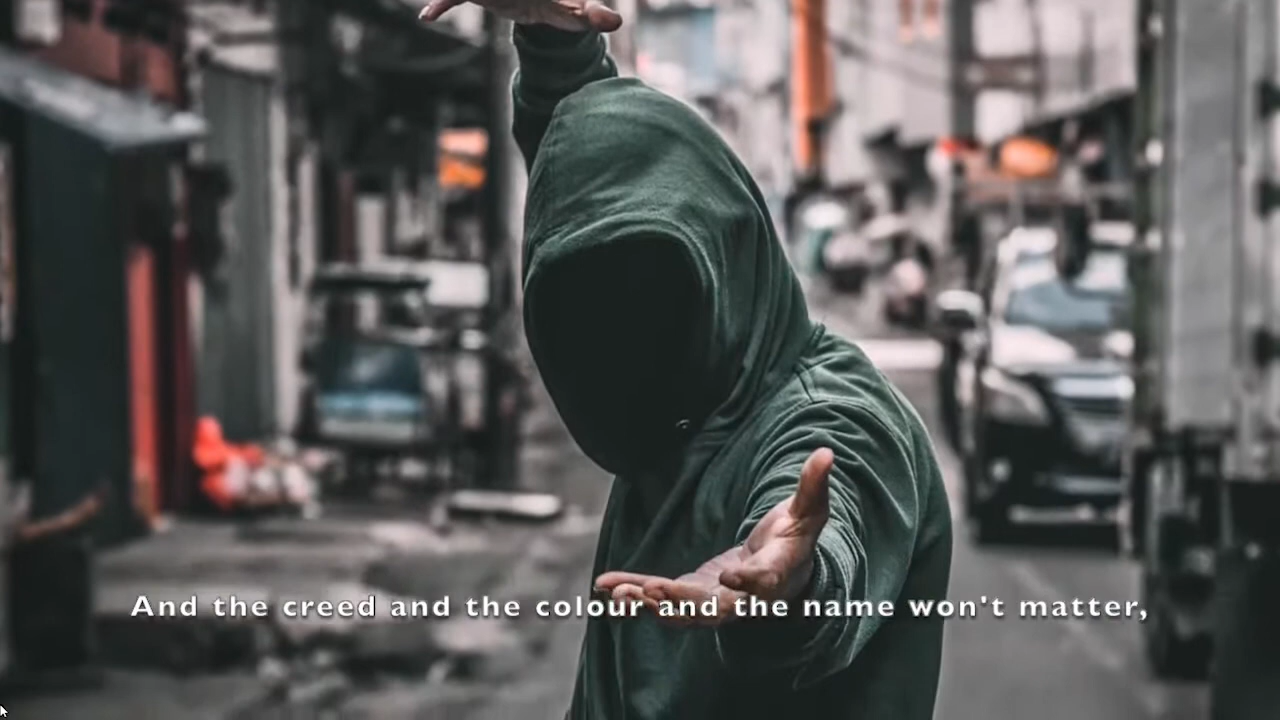 And the creed and the colour and the name won't matter,